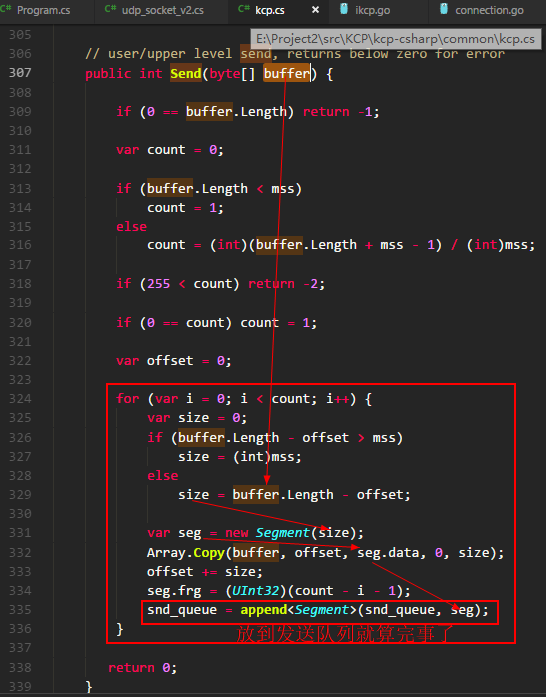 Program.cs udp_socket_v2.cs kcp.cs × ikcp.go connection.go
E:\Project2\src\KCP\kcp-csharp\common\kcp.cs
305
306 // user/upper level send, returns below zero for error
307 public int Send(byte[] buffer) {
308
309 if (0 == buffer.Length) return -1;
310
311 var count = 0;
312
313 if (buffer.Length < mss)
314 count = 1;
315 else
316 count = (int)(buffer.Length + mss - 1) / (int)mss;
317
318 if (255 < count) return -2;
319
320 if (0 == count) count = 1;
321
322 var offset = 0;
323
324 for (var i = 0; i < count; i++) {
325 var size = 0;
326 if (buffer.Length - offset > mss)
327 size = (int)mss;
328 else
329 size = buffer.Length - offset;
330
331 var seg = new Segment(size);
332 Array.Copy(buffer, offset, seg.data, 0, size);
333 offset += size;
334 seg.frg = (UInt32)(count - i - 1);
335 snd_queue = append<Segment>(snd_queue, seg);
336 }
放到发送队列就算完事了
337
338 return 0;
339 }